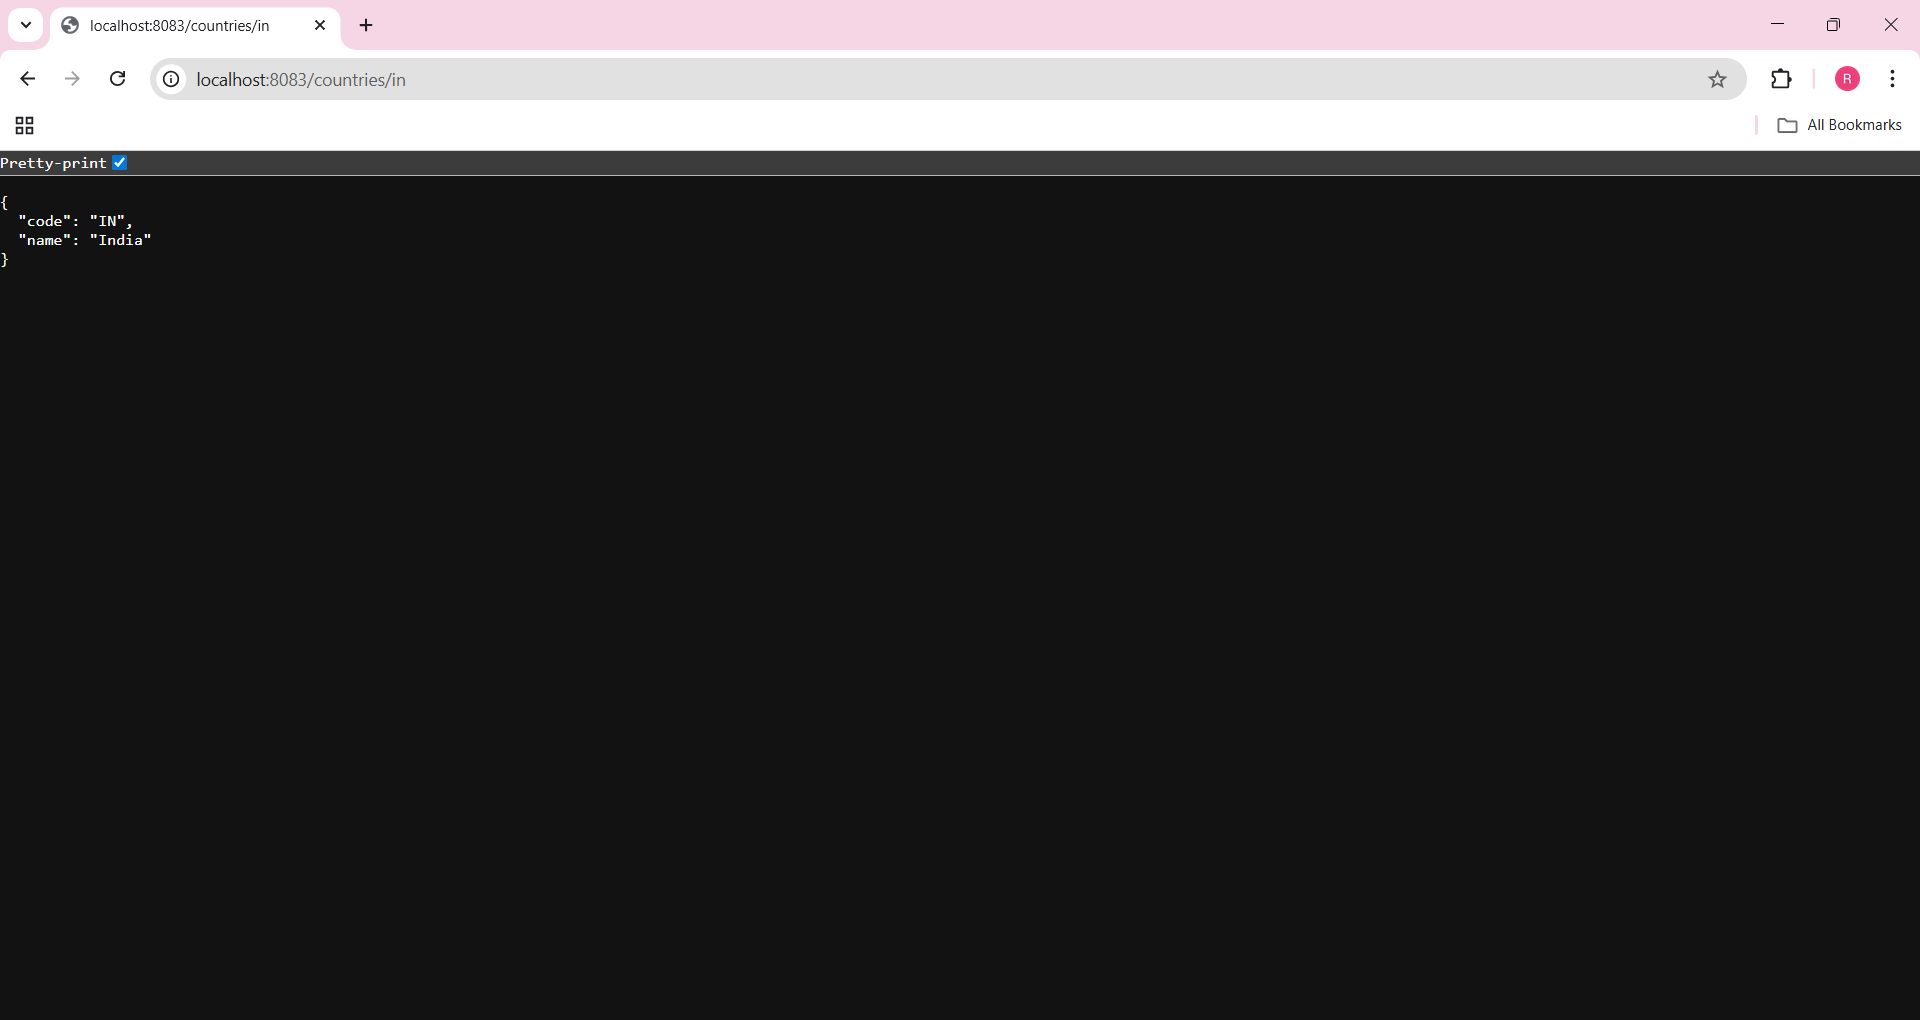 localhost:8083/countries/in
localhost:8083/countries/in
R
All Bookmarks
Pretty-print
{
  "code": "IN",
  "name": "India"
}